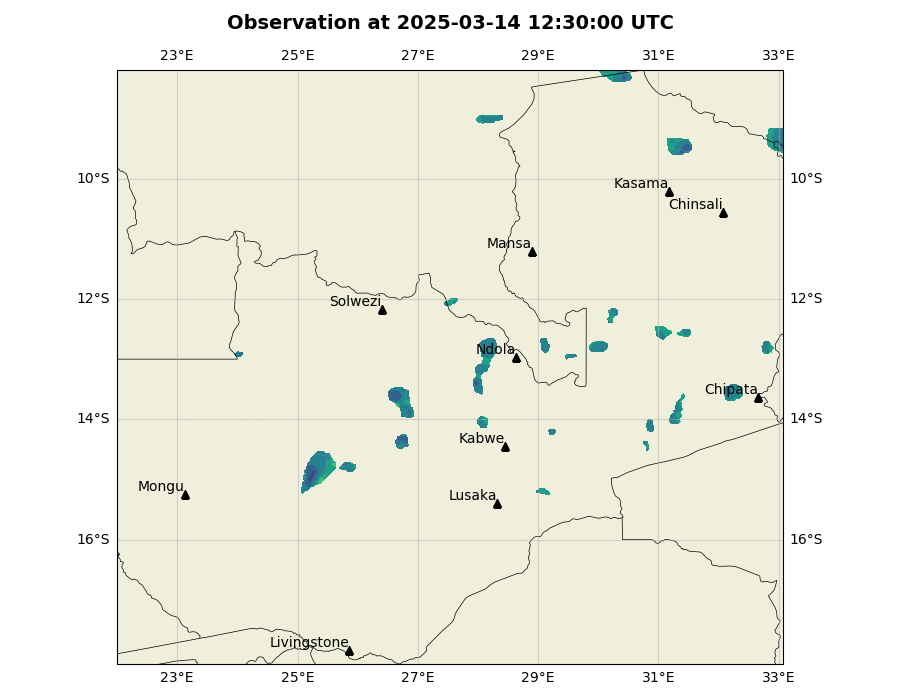 Observation at 2025-03-14 12:30:00 UTC
23°E 25°E 27°E 29°E 31°E 33°E
10°S 10°S
Kasama
Chinsali
Mansa
12°S 12°S
Solwezi
Ndola
Chipata
14°S 14°S
Kabwe
Mongu
Lusaka
16°S 16°S
Livingstone
23°E 25°E 27°E 29°E 31°E 33°E